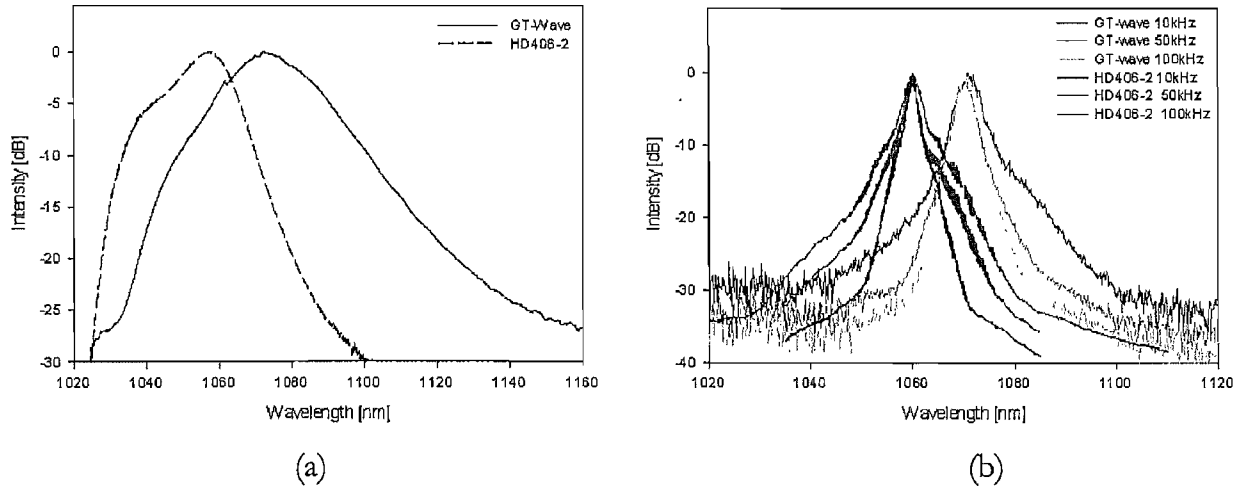 GT-Wave
HD406-2
0
-5
-10
-15
-20
-25
-30
Intensity [dB]
1020 1040 1060 1080 1100 1120 1140 1160
Wavelength [nm]
(a)
GT-wave 10kHz
GT-wave 50kHz
GT-wave 100kHz
HD406-2 10kHz
HD406-2 50kHz
HD406-2 100kHz
0
-10
-20
-30
-40
Intensity [dB]
1020 1040 1060 1080 1100 1120
Wavelength [nm]
(b)